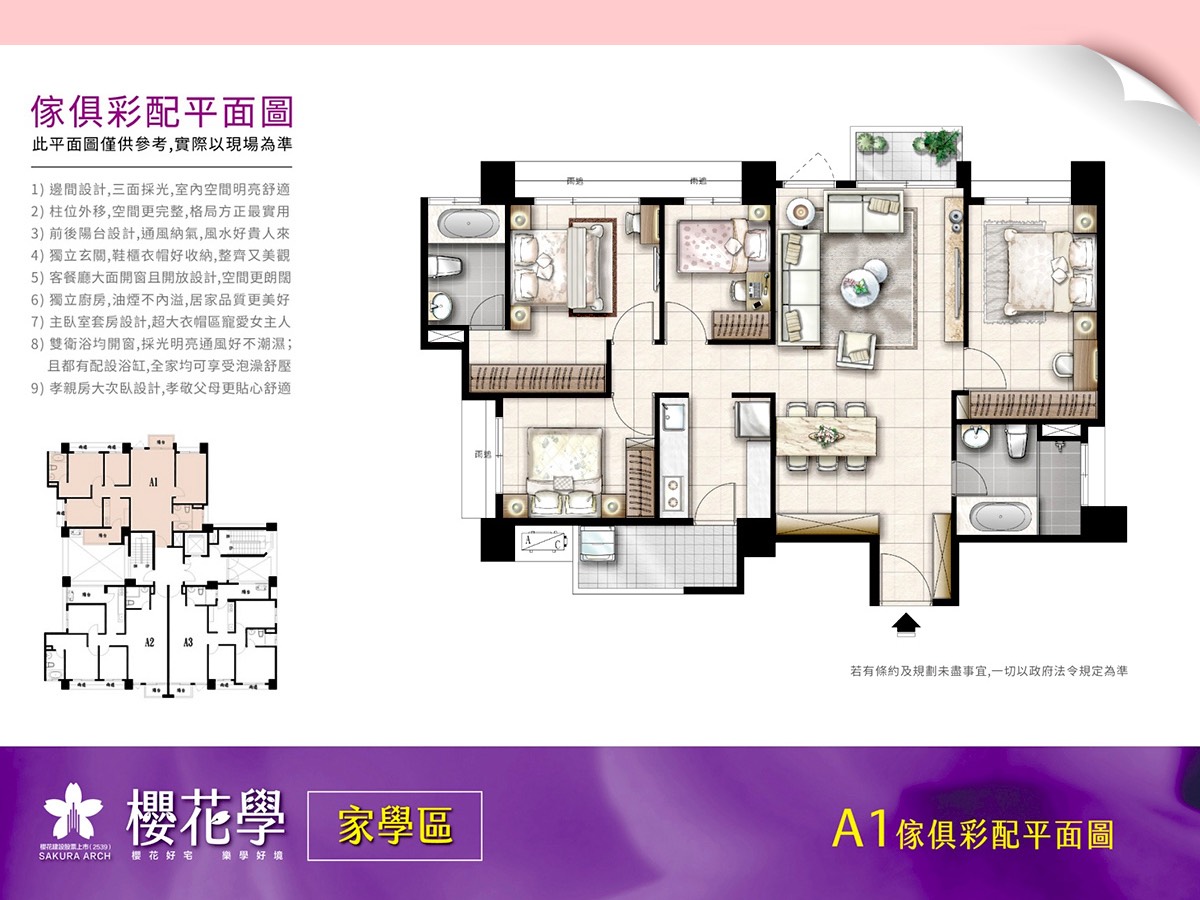 傢俱彩配平面圖
此平面圖僅供參考,實際以現場為準
1) 邊間設計,三面採光,室內空間明亮舒適
2) 柱位外移,空間更完整,格局方正最實用
3) 前後陽台設計,通風納氣,風水好貴人來
4) 獨立玄關,鞋櫃衣帽好收納,整齊又美觀
5) 客餐廳大面開窗且開放設計,空間更朗闊
6) 獨立廚房,油煙不內溢,居家品質更美好
7) 主臥室套房設計,超大衣帽區寵愛女主人
8) 雙衛浴均開窗,採光明亮通風好不潮濕;
且都有配設浴缸,全家均可享受泡澡舒壓
9) 孝親房大次臥設計,孝敬父母更貼心舒適
雨遮
雨遮
雨遮
A C
陽台
A1
陽台
陽台
陽台
A2
A3
陽台
陽台
若有條約及規劃未盡事宜,一切以政府法令規定為準
櫻花建設股票上市(2539)
SAKURA ARCH
櫻花學
櫻花好宅 樂學好境
家學區
A1傢俱彩配平面圖